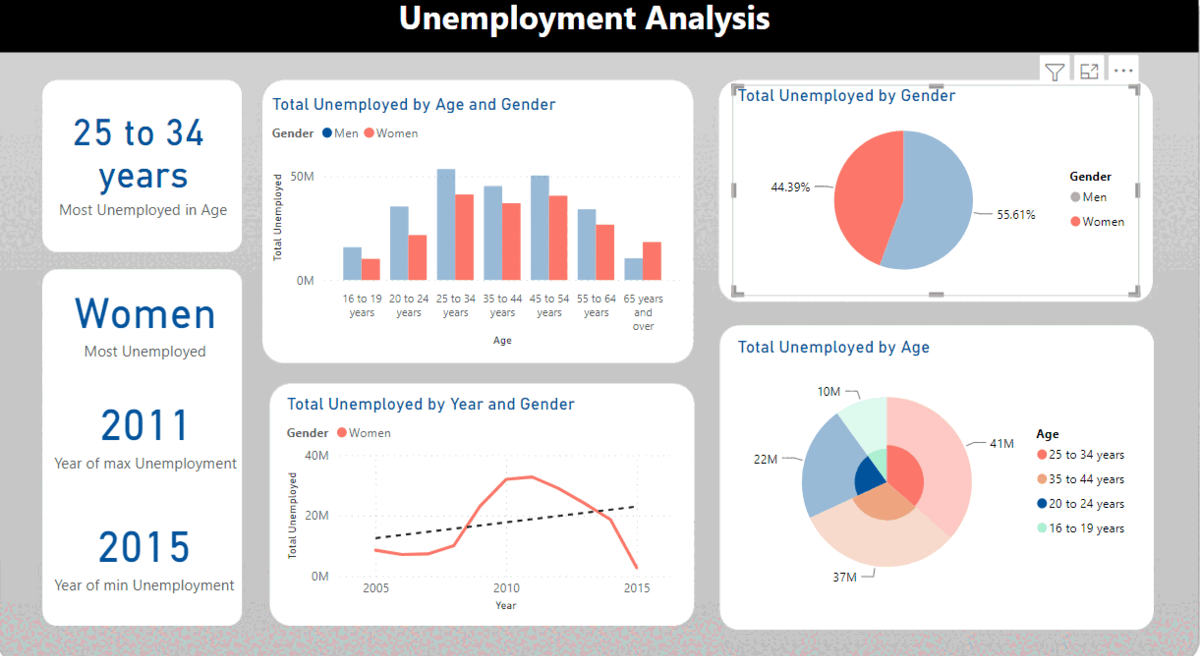 Unemployment Analysis
25 to 34
years
Most Unemployed in Age
Women
Most Unemployed
2011
Year of max Unemployment
2015
Year of min Unemployment
Total Unemployed by Age and Gender
Gender Men Women
Total Unemployed
50M
0M
16 to 19 20 to 24 25 to 34 35 to 44 45 to 54 55 to 64 65 years
years years years years years years and
over
Age
Total Unemployed by Year and Gender
Gender Women
Total Unemployed
40M
20M
0M
2005 2010 2015
Year
Total Unemployed by Gender
44.39%
55.61%
Gender
Men
Women
Total Unemployed by Age
10M
41M
22M
37M
Age
25 to 34 years
35 to 44 years
20 to 24 years
16 to 19 years